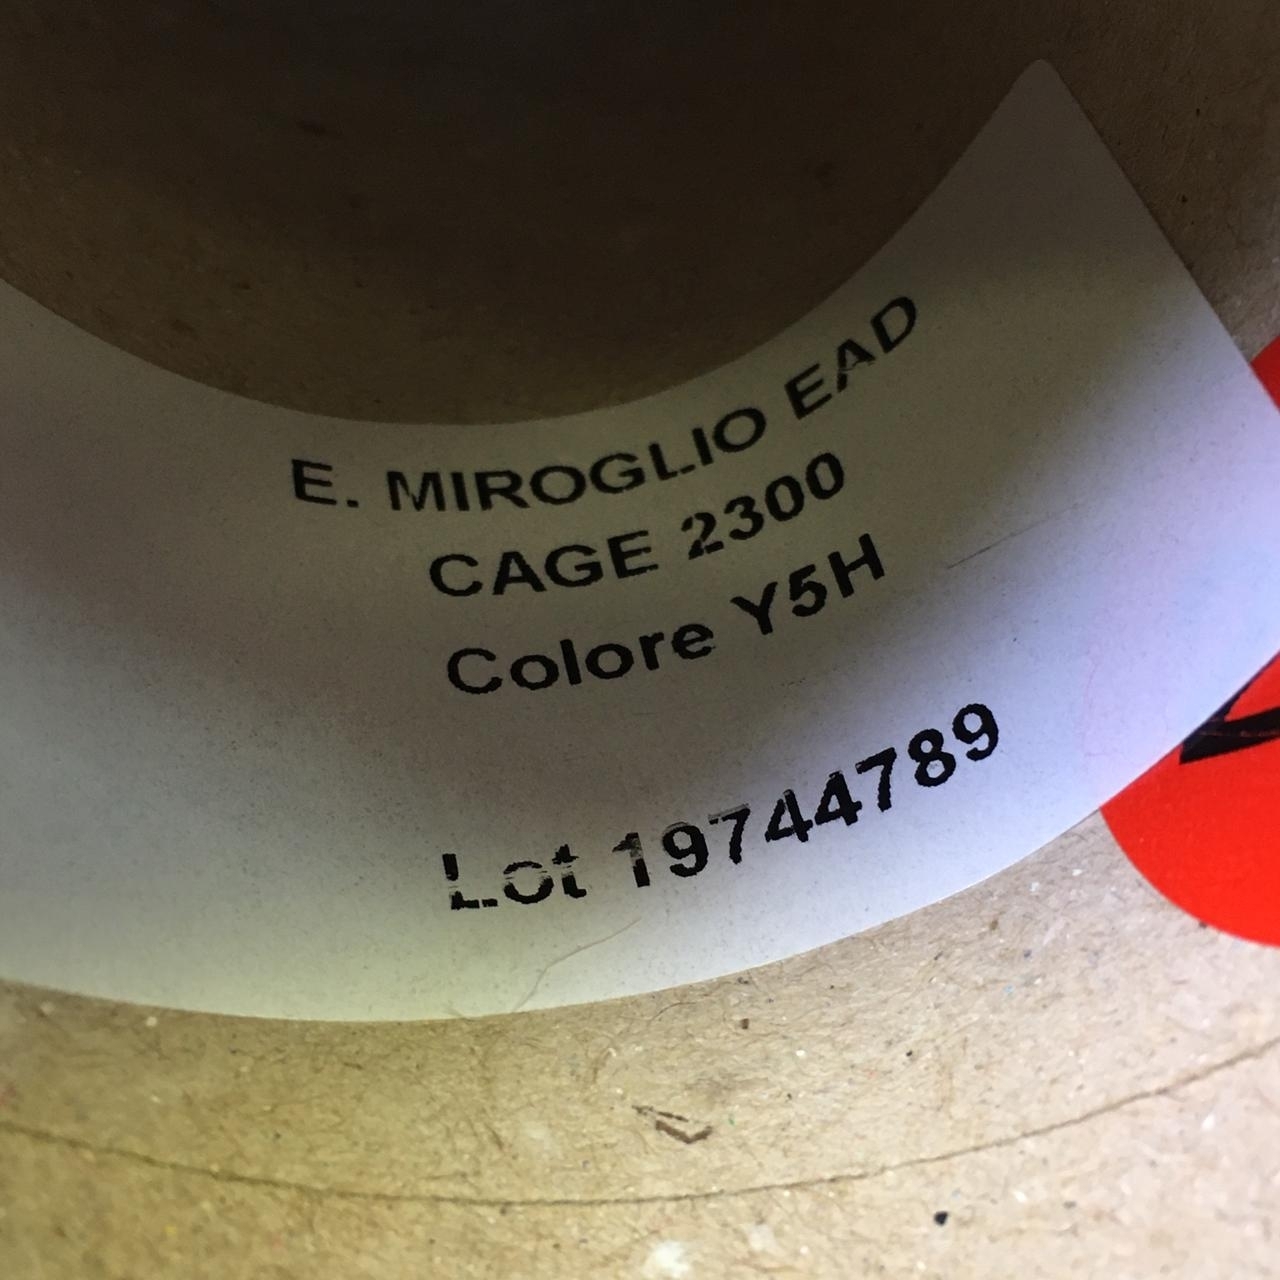 E. MIROGLIO EAD
CAGE 2300
Colore Y5H
Lot 19744789